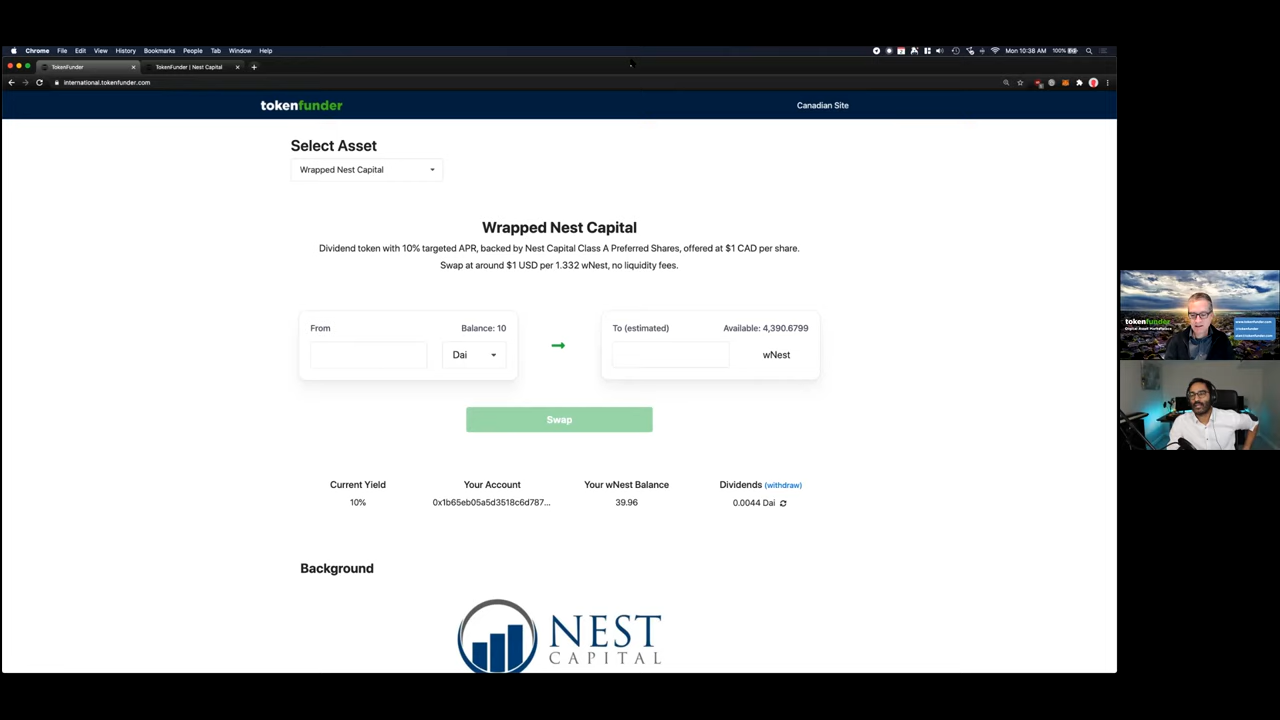 Chrome File Edit View History Bookmarks People Tab Window Help
Mon 10:38 AM 100%
TokenFunder
TokenFunder | Nest Capital
international.tokenfunder.com
tokenfunder
Canadian Site
Select Asset
Wrapped Nest Capital
Wrapped Nest Capital
Dividend token with 10% targeted APR, backed by Nest Capital Class A Preferred Shares, offered at $1 CAD per share.
Swap at around $1 USD per 1.332 wNest, no liquidity fees.
From Balance: 10
To (estimated) Available: 4,390.6799
Dai
wNest
Swap
Current Yield Your Account Your wNest Balance Dividends (withdraw)
10% 0x1b65eb05a5d3518c6d787... 39.96 0.0044 Dai
Background
NEST
CAPITAL
tokenfunder
Digital Asset Marketplace